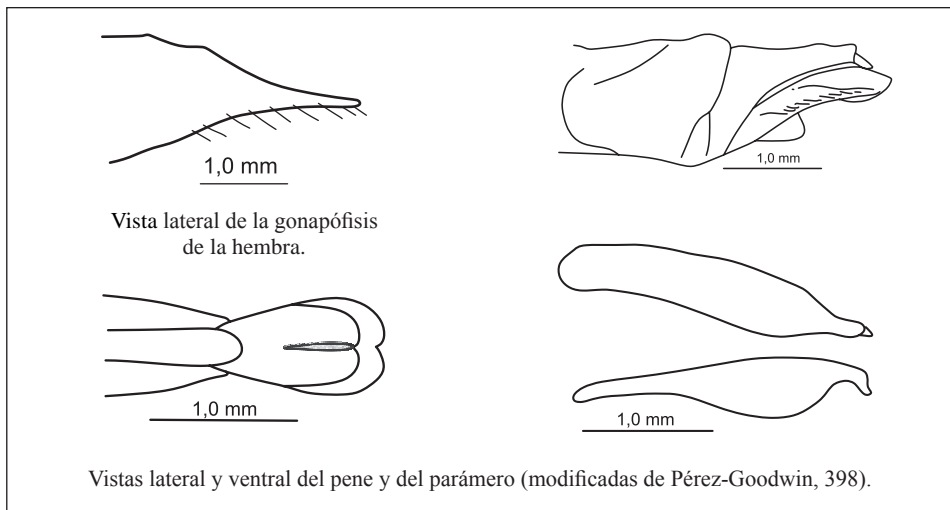 1,0 mm
1,0 mm
Vista lateral de la gonapófisis
de la hembra.
1,0 mm
1,0 mm
Vistas lateral y ventral del pene y del parámero (modificadas de Pérez-Goodwin, 398).